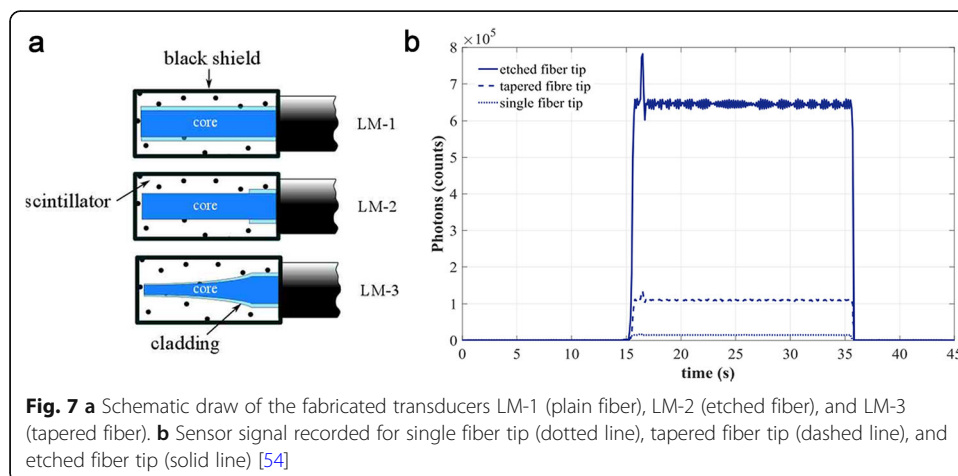 a
black shield
core
LM-1
scintillator
core
LM-2
core
LM-3
cladding
b
×10⁵
8
7
6
5
4
3
2
1
0
Photons (counts)
etched fiber tip
tapered fibre tip
single fiber tip
0 5 10 15 20 25 30 35 40 45
time (s)
Fig. 7 a Schematic draw of the fabricated transducers LM-1 (plain fiber), LM-2 (etched fiber), and LM-3
(tapered fiber). b Sensor signal recorded for single fiber tip (dotted line), tapered fiber tip (dashed line), and
etched fiber tip (solid line) [54]